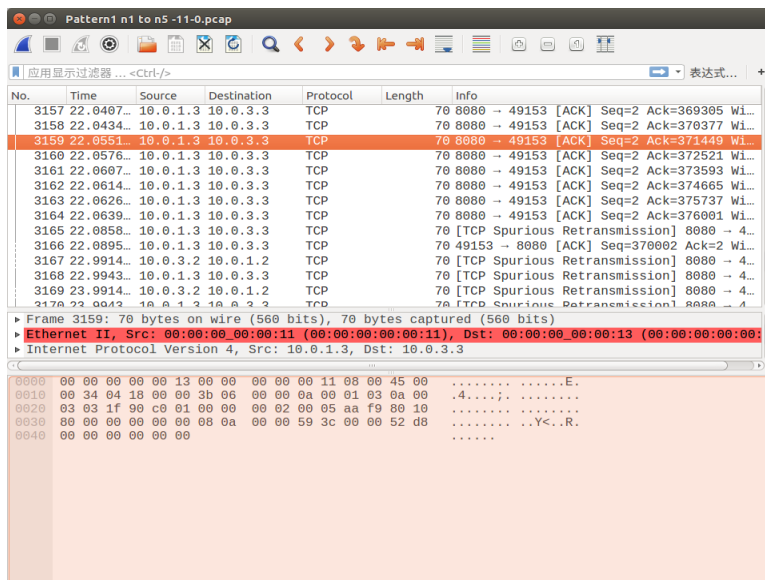 Pattern1 n1 to n5 -11-0.pcap
应用显示过滤器 … <Ctrl-/> 表达式… +
No. Time Source Destination Protocol Length Info
3157 22.0407… 10.0.1.3 10.0.3.3 TCP 70 8080 → 49153 [ACK] Seq=2 Ack=369305 Wi…
3158 22.0434… 10.0.1.3 10.0.3.3 TCP 70 8080 → 49153 [ACK] Seq=2 Ack=370377 Wi…
3159 22.0551… 10.0.1.3 10.0.3.3 TCP 70 8080 → 49153 [ACK] Seq=2 Ack=371449 Wi…
3160 22.0576… 10.0.1.3 10.0.3.3 TCP 70 8080 → 49153 [ACK] Seq=2 Ack=372521 Wi…
3161 22.0607… 10.0.1.3 10.0.3.3 TCP 70 8080 → 49153 [ACK] Seq=2 Ack=373593 Wi…
3162 22.0614… 10.0.1.3 10.0.3.3 TCP 70 8080 → 49153 [ACK] Seq=2 Ack=374665 Wi…
3163 22.0626… 10.0.1.3 10.0.3.3 TCP 70 8080 → 49153 [ACK] Seq=2 Ack=375737 Wi…
3164 22.0639… 10.0.1.3 10.0.3.3 TCP 70 8080 → 49153 [ACK] Seq=2 Ack=376001 Wi…
3165 22.0858… 10.0.1.3 10.0.3.3 TCP 70 [TCP Spurious Retransmission] 8080 → 4…
3166 22.0895… 10.0.1.3 10.0.3.3 TCP 70 49153 → 8080 [ACK] Seq=370002 Ack=2 Wi…
3167 22.9914… 10.0.3.2 10.0.1.2 TCP 70 [TCP Spurious Retransmission] 8080 → 4…
3168 22.9943… 10.0.1.3 10.0.3.3 TCP 70 [TCP Spurious Retransmission] 8080 → 4…
3169 23.9914… 10.0.3.2 10.0.1.2 TCP 70 [TCP Spurious Retransmission] 8080 → 4…
3170 23.9943… 10.0.1.3 10.0.3.3 TCP 70 [TCP Spurious Retransmission] 8080 → 4…
Frame 3159: 70 bytes on wire (560 bits), 70 bytes captured (560 bits)
Ethernet II, Src: 00:00:00_00:00:11 (00:00:00:00:00:11), Dst: 00:00:00_00:00:13 (00:00:00:00:00:
Internet Protocol Version 4, Src: 10.0.1.3, Dst: 10.0.3.3
0000 00 00 00 00 00 13 00 00 00 00 00 11 08 00 45 00 ........ ......E.
0010 00 34 04 18 00 00 3b 06 00 00 0a 00 01 03 0a 00 .4....;. ........
0020 03 03 1f 90 c0 01 00 00 00 02 00 05 aa f9 80 10 ........ ........
0030 80 00 00 00 00 00 08 0a 00 00 59 3c 00 00 52 d8 ........ ..Y<..R.
0040 00 00 00 00 00 00 ......